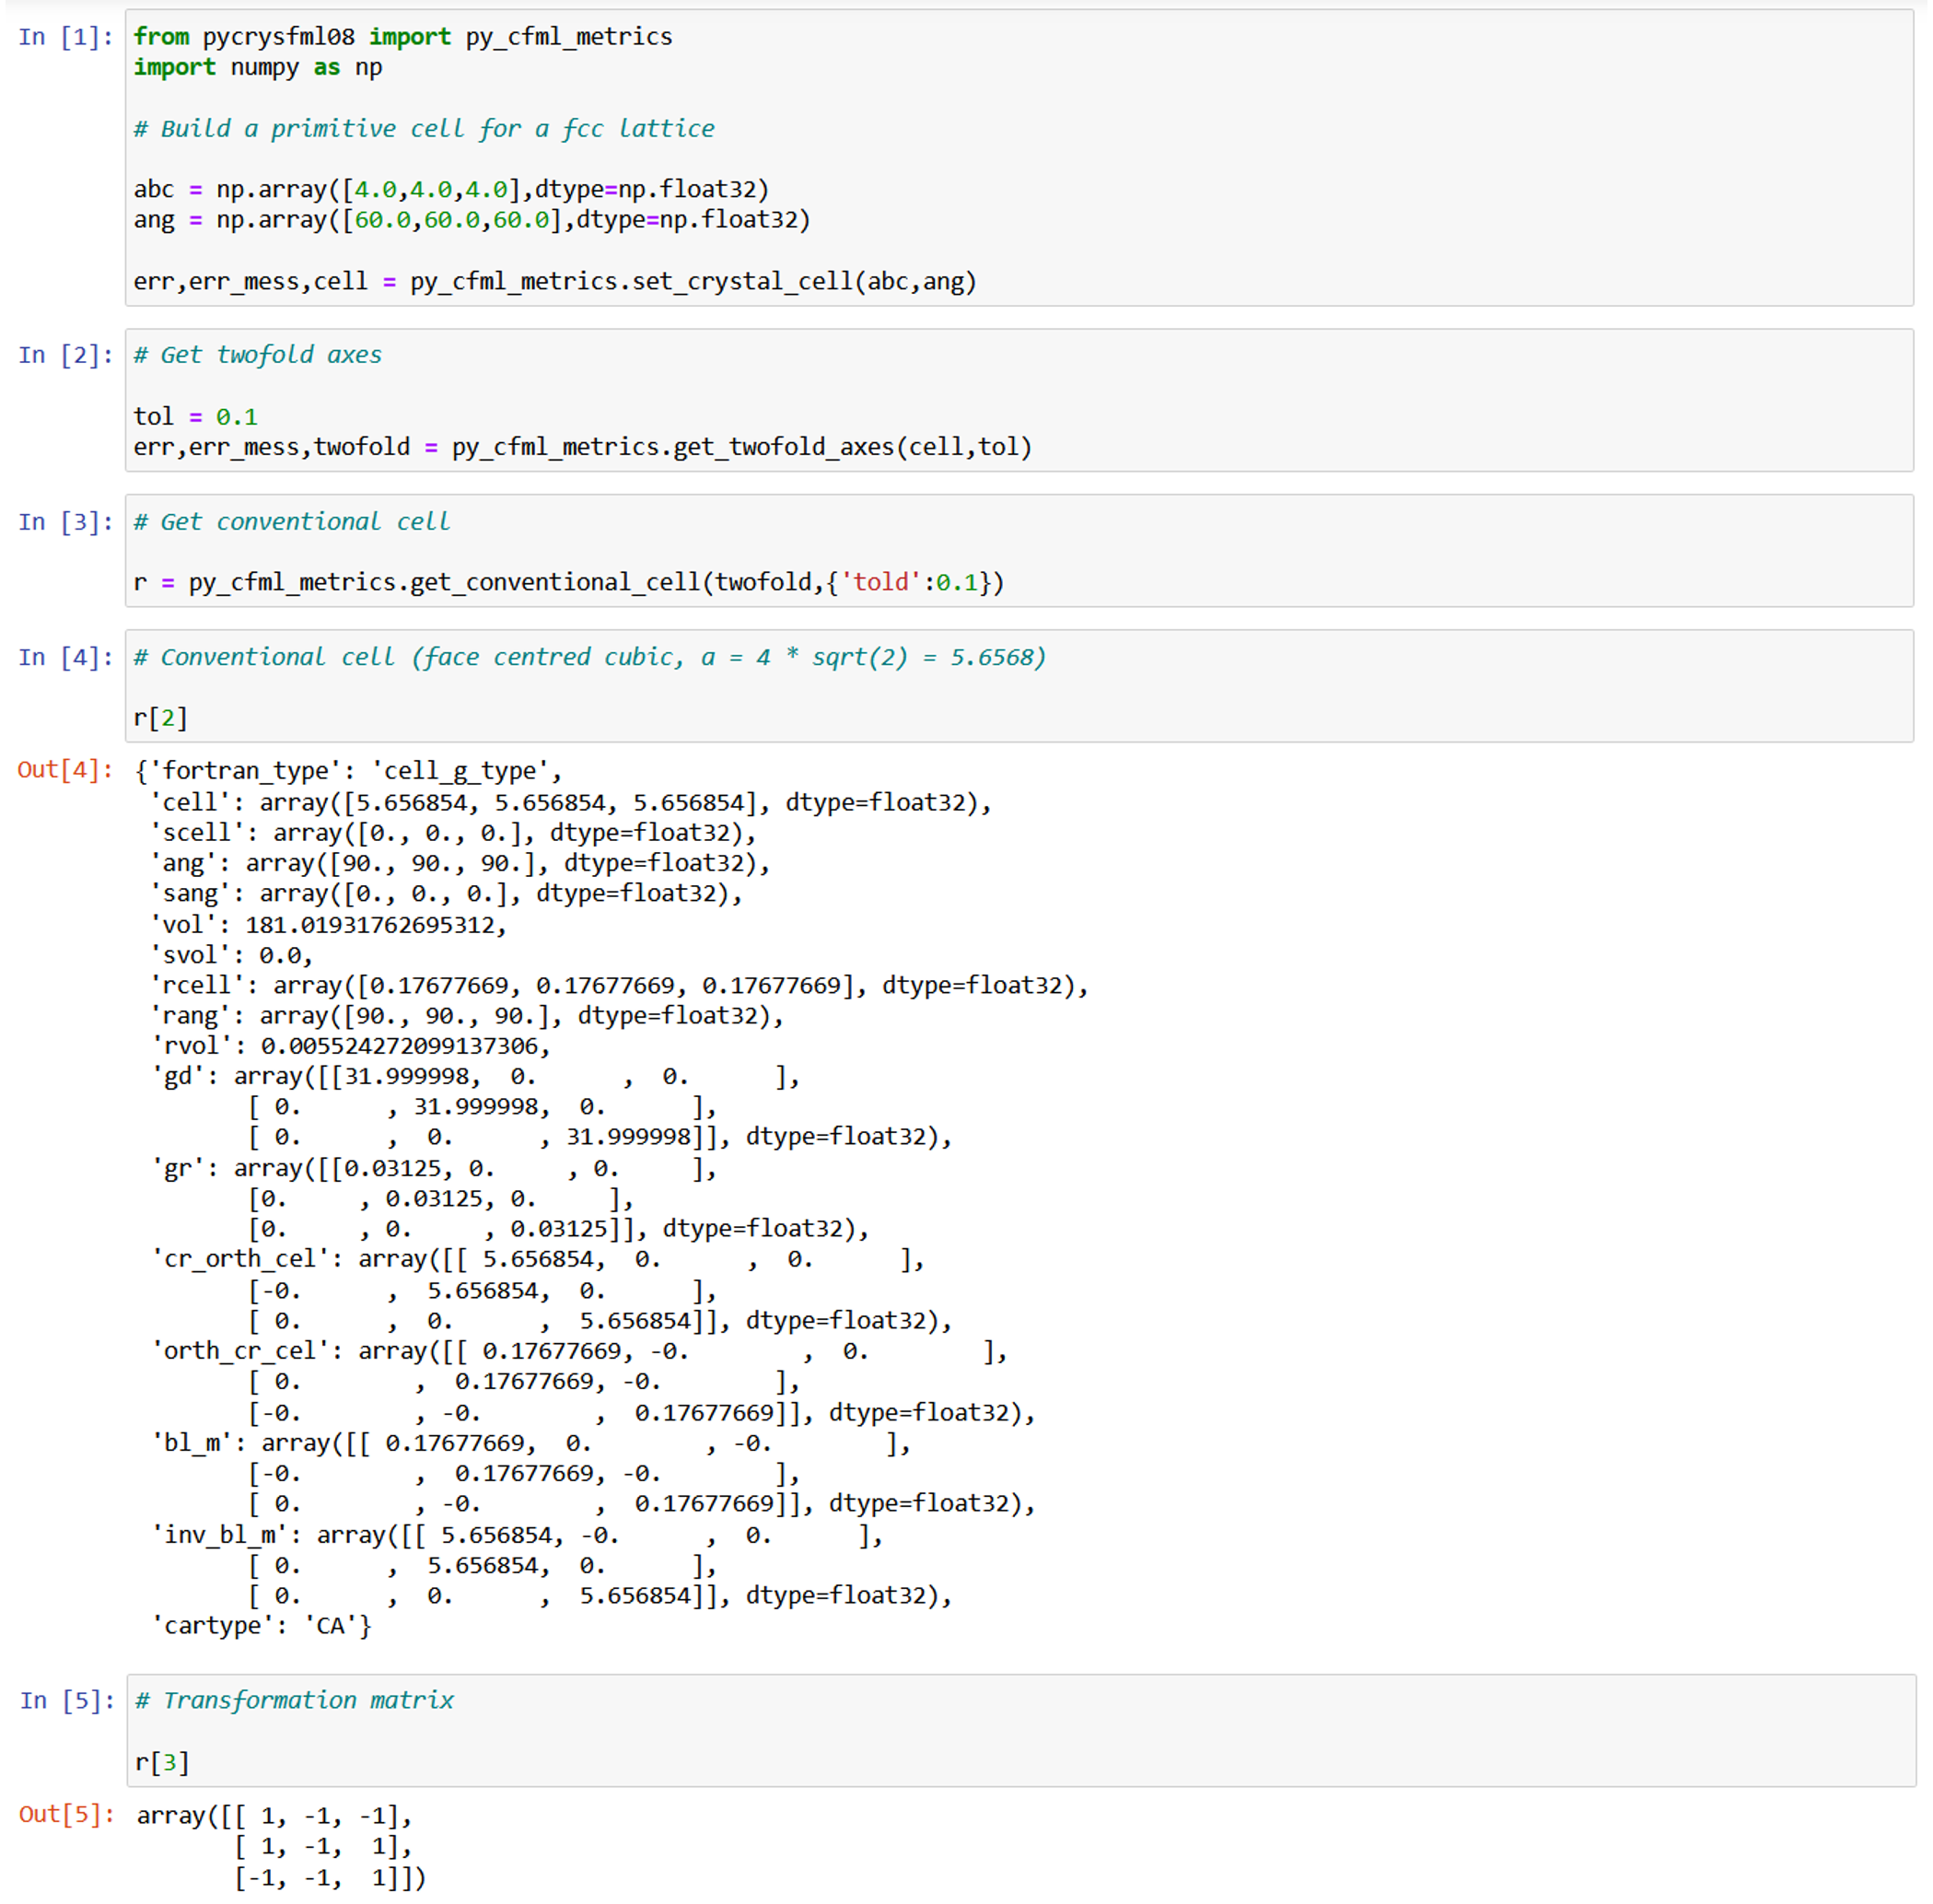 In [1]: from pycrysfml08 import py_cfml_metrics
import numpy as np
# Build a primitive cell for a fcc lattice
abc = np.array([4.0,4.0,4.0],dtype=np.float32)
ang = np.array([60.0,60.0,60.0],dtype=np.float32)
err,err_mess,cell = py_cfml_metrics.set_crystal_cell(abc,ang)
In [2]: # Get twofold axes
tol = 0.1
err,err_mess,twofold = py_cfml_metrics.get_twofold_axes(cell,tol)
In [3]: # Get conventional cell
r = py_cfml_metrics.get_conventional_cell(twofold,{'told':0.1})
In [4]: # Conventional cell (face centred cubic, a = 4 * sqrt(2) = 5.6568)
r[2]
Out[4]: {'fortran_type': 'cell_g_type',
'cell': array([5.656854, 5.656854, 5.656854], dtype=float32),
'scell': array([0., 0., 0.], dtype=float32),
'ang': array([90., 90., 90.], dtype=float32),
'sang': array([0., 0., 0.], dtype=float32),
'vol': 181.01931762695312,
'svol': 0.0,
'rcell': array([0.17677669, 0.17677669, 0.17677669], dtype=float32),
'rang': array([90., 90., 90.], dtype=float32),
'rvol': 0.005524272099137306,
'gd': array([[31.999998,  0.      ,  0.      ],
[ 0.      , 31.999998,  0.      ],
[ 0.      ,  0.      , 31.999998]], dtype=float32),
'gr': array([[0.03125, 0.     , 0.     ],
[0.     , 0.03125, 0.     ],
[0.     , 0.     , 0.03125]], dtype=float32),
'cr_orth_cel': array([[ 5.656854,  0.      ,  0.      ],
[-0.      ,  5.656854,  0.      ],
[ 0.      ,  0.      ,  5.656854]], dtype=float32),
'orth_cr_cel': array([[ 0.17677669, -0.        ,  0.        ],
[ 0.        ,  0.17677669, -0.        ],
[-0.        , -0.        ,  0.17677669]], dtype=float32),
'bl_m': array([[ 0.17677669,  0.        , -0.        ],
[-0.        ,  0.17677669, -0.        ],
[ 0.        , -0.        ,  0.17677669]], dtype=float32),
'inv_bl_m': array([[ 5.656854, -0.      ,  0.      ],
[ 0.      ,  5.656854,  0.      ],
[ 0.      ,  0.      ,  5.656854]], dtype=float32),
'cartype': 'CA'}
In [5]: # Transformation matrix
r[3]
Out[5]: array([[ 1, -1, -1],
[ 1, -1,  1],
[-1, -1,  1]])